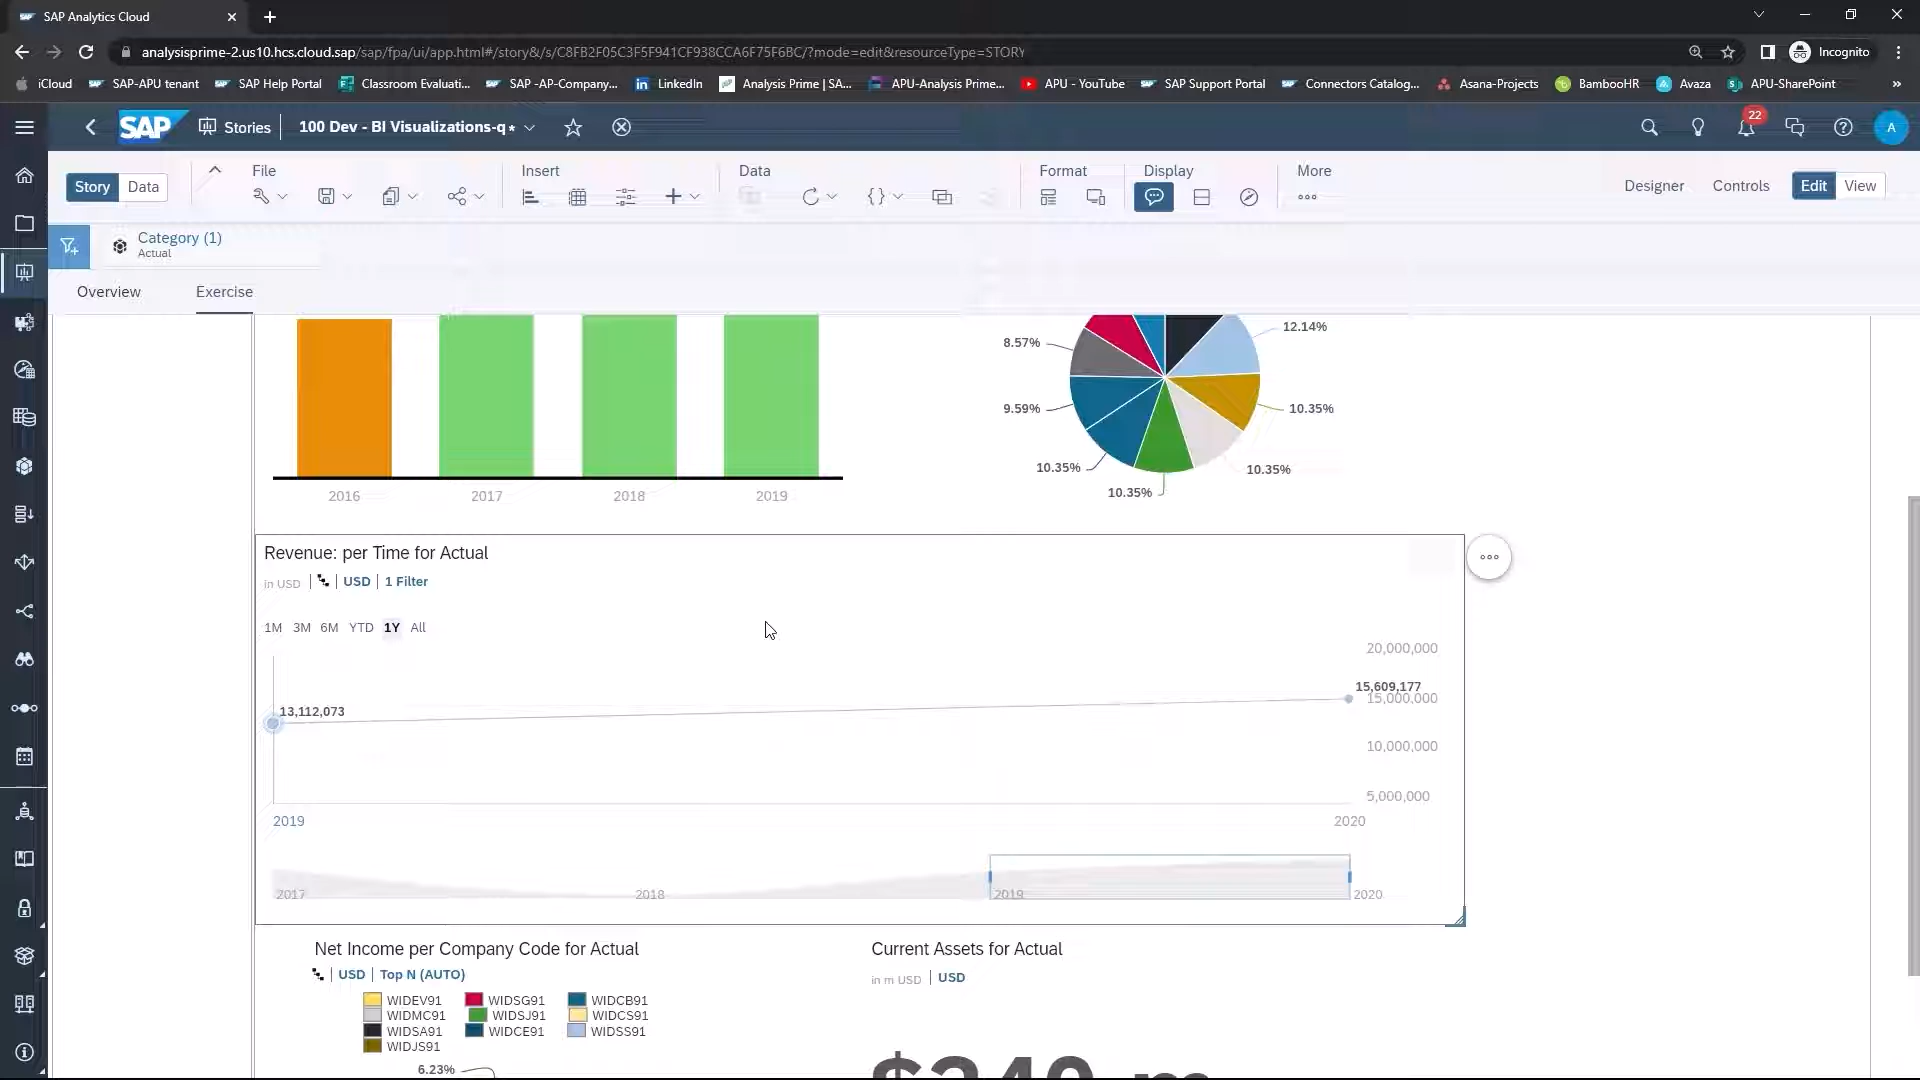 SAP Analytics Cloud
analysisprime-2.us10.hcs.cloud.sap/sap/fpa/ui/app.html#/story&/s/C8FB2F05C3F5F941CF938CCA6F75F6BC/?mode=edit&resourceType=STORY
Incognito
iCloud SAP-APU tenant SAP Help Portal Classroom Evaluati... SAP -AP-Company... LinkedIn Analysis Prime | SA... APU-Analysis Prime... APU - YouTube SAP Support Portal Connectors Catalog... Asana-Projects BambooHR Avaza APU-SharePoint »
SAP Stories 100 Dev - BI Visualizations-q* 22 A
File Insert Data Format Display More
Story Data Designer Controls Edit View
Category (1)
Actual
Overview Exercise
12.14%
8.57%
9.59% 10.35%
10.35% 10.35%
10.35%
2016 2017 2018 2019
Revenue: per Time for Actual
in USD USD 1 Filter
1M 3M 6M YTD 1Y All
20,000,000
15,609,177
15,000,000
13,112,073
10,000,000
5,000,000
2019 2020
2017 2018 2019 2020
Net Income per Company Code for Actual Current Assets for Actual
USD Top N (AUTO) in m USD USD
WIDEV91 WIDSG91 WIDCB91
WIDMC91 WIDSJ91 WIDCS91
WIDSA91 WIDCE91 WIDSS91
WIDJS91
6.23%